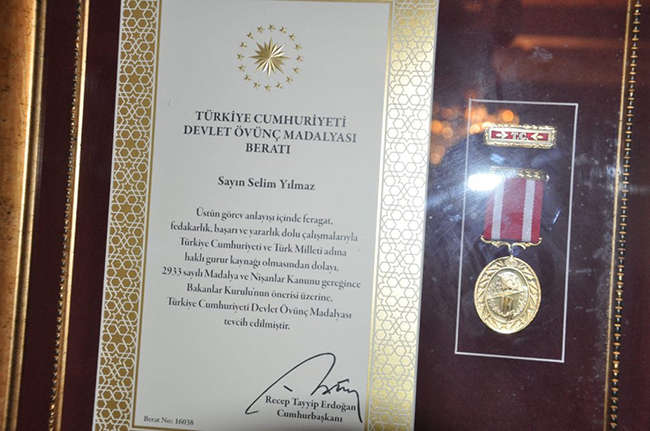 TÜRKİYE CUMHURİYETİ
DEVLET ÖVÜNÇ MADALYASI
BERATI
Sayın Selim Yılmaz
Üstün görev anlayışı içinde feragat,
fedakarlık, başarı ve yararlık dolu çalışmalarıyla
Türkiye Cumhuriyeti ve Türk Milleti adına
haklı gurur kaynağı olmasından dolayı,
2933 sayılı Madalya ve Nişanlar Kanunu gereğince
Bakanlar Kurulu'nun önerisi üzerine,
Türkiye Cumhuriyeti Devlet Övünç Madalyası
tevcih edilmiştir.
Recep Tayyip Erdoğan
Cumhurbaşkanı
Berat No: 16038
T.C.